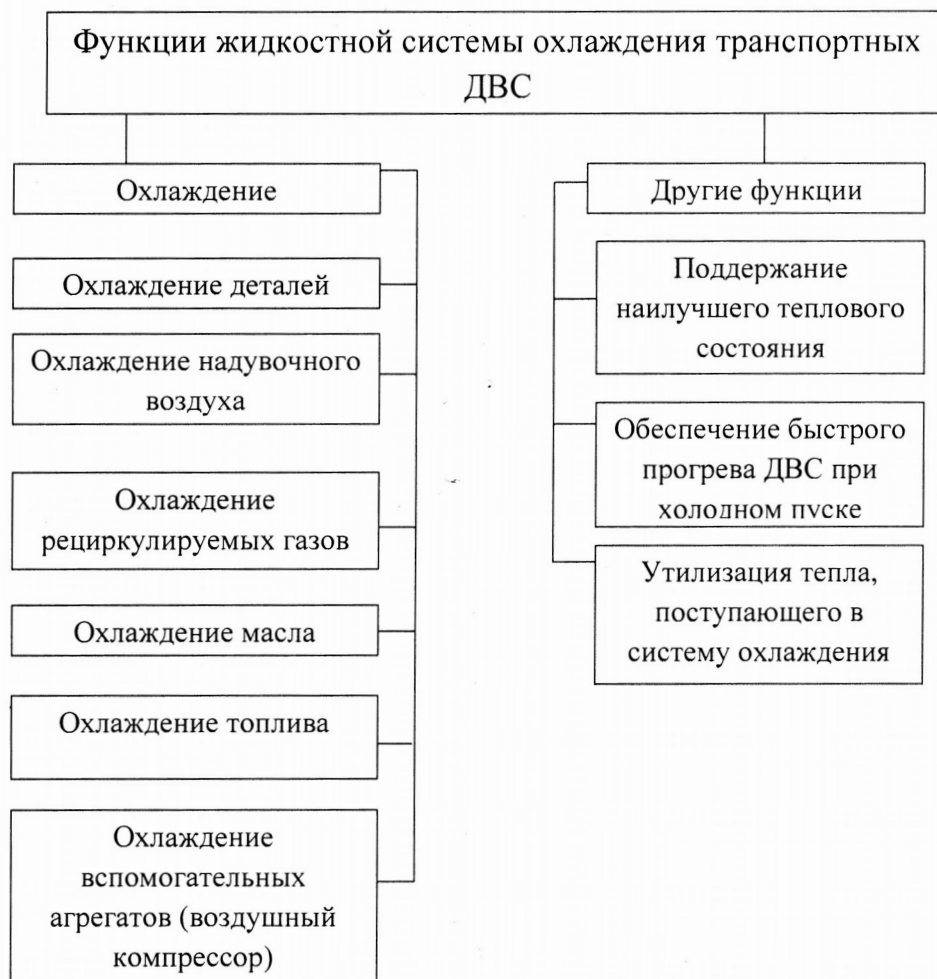 Функции жидкостной системы охлаждения транспортных
ДВС
Охлаждение
Охлаждение деталей
Охлаждение надувочного
воздуха
Охлаждение
рециркулируемых газов
Охлаждение масла
Охлаждение топлива
Охлаждение
вспомогательных
агрегатов (воздушный
компрессор)
Другие функции
Поддержание
наилучшего теплового
состояния
Обеспечение быстрого
прогрева ДВС при
холодном пуске
Утилизация тепла,
поступающего в
систему охлаждения